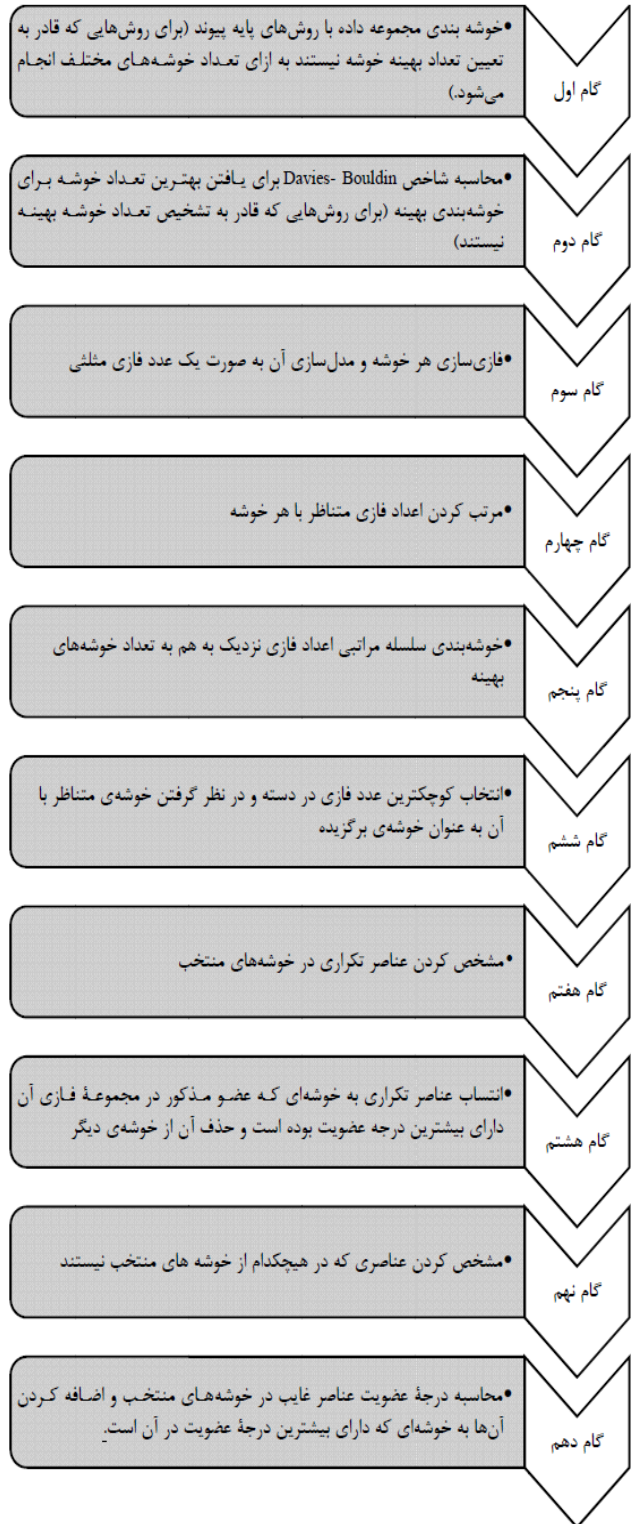 •خوشه بندی مجموعه داده با روش‌های پایه پیوند (برای روش‌هایی که قادر به
تعیین تعداد بهینه خوشه نیستند به ازای تعداد خوشه‌های مختلف انجام
می‌شود.)
گام اول
•محاسبه شاخص Davies- Bouldin برای یافتن بهترین تعداد خوشه برای
خوشه‌بندی بهینه (برای روش‌هایی که قادر به تشخیص تعداد خوشه بهینه
نیستند)
گام دوم
•فازی‌سازی هر خوشه و مدل‌سازی آن به صورت یک عدد فازی مثلثی
گام سوم
•مرتب کردن اعداد فازی متناظر با هر خوشه
گام چهارم
•خوشه‌بندی سلسله مراتبی اعداد فازی نزدیک به هم به تعداد خوشه‌های
بهینه
گام پنجم
•انتخاب کوچکترین عدد فازی در دسته و در نظر گرفتن خوشه‌ی متناظر با
آن به عنوان خوشه‌ی برگزیده
گام ششم
•مشخص کردن عناصر تکراری در خوشه‌های منتخب
گام هفتم
•انتساب عناصر تکراری به خوشه‌ای که عضو مذکور در مجموعهٔ فازی آن
دارای بیشترین درجه عضویت بوده است و حذف آن از خوشه‌ی دیگر
گام هشتم
•مشخص کردن عناصری که در هیچکدام از خوشه های منتخب نیستند
گام نهم
•محاسبه درجهٔ عضویت عناصر غایب در خوشه‌های منتخب و اضافه کردن
آن‌ها به خوشه‌ای که دارای بیشترین درجهٔ عضویت در آن است.
گام دهم